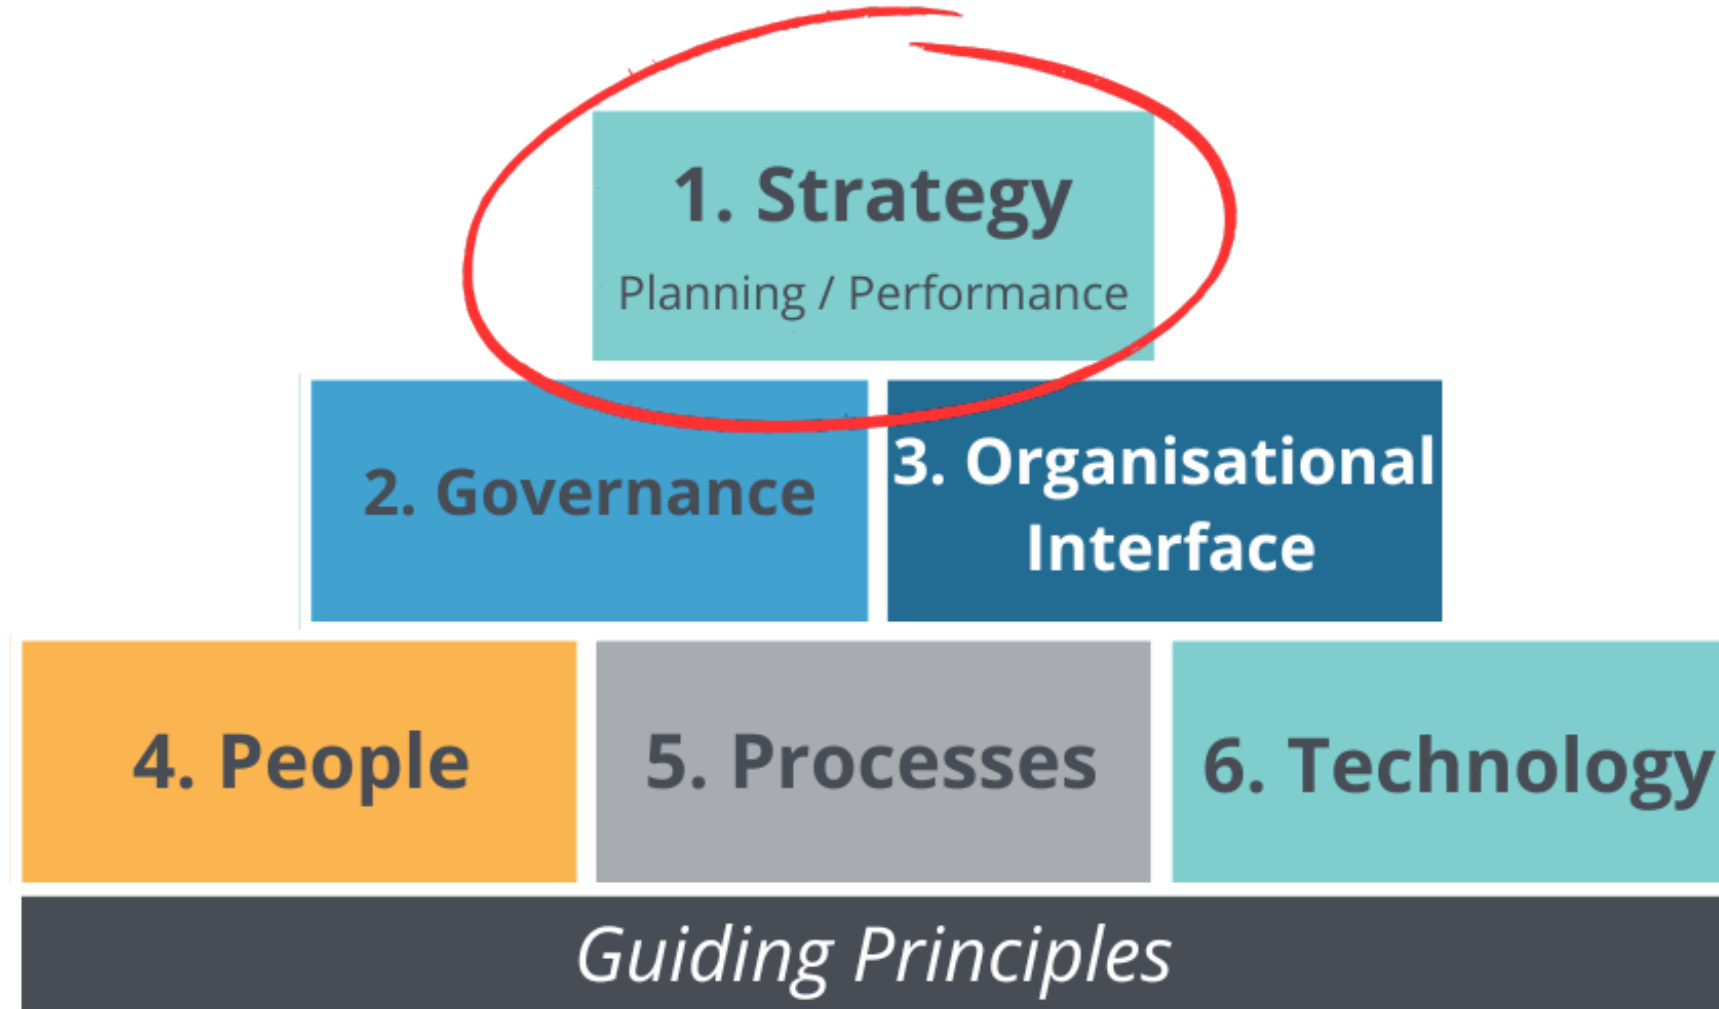 1. Strategy
Planning / Performance
2. Governance
3. Organisational
Interface
4. People
5. Processes
6. Technology
Guiding Principles